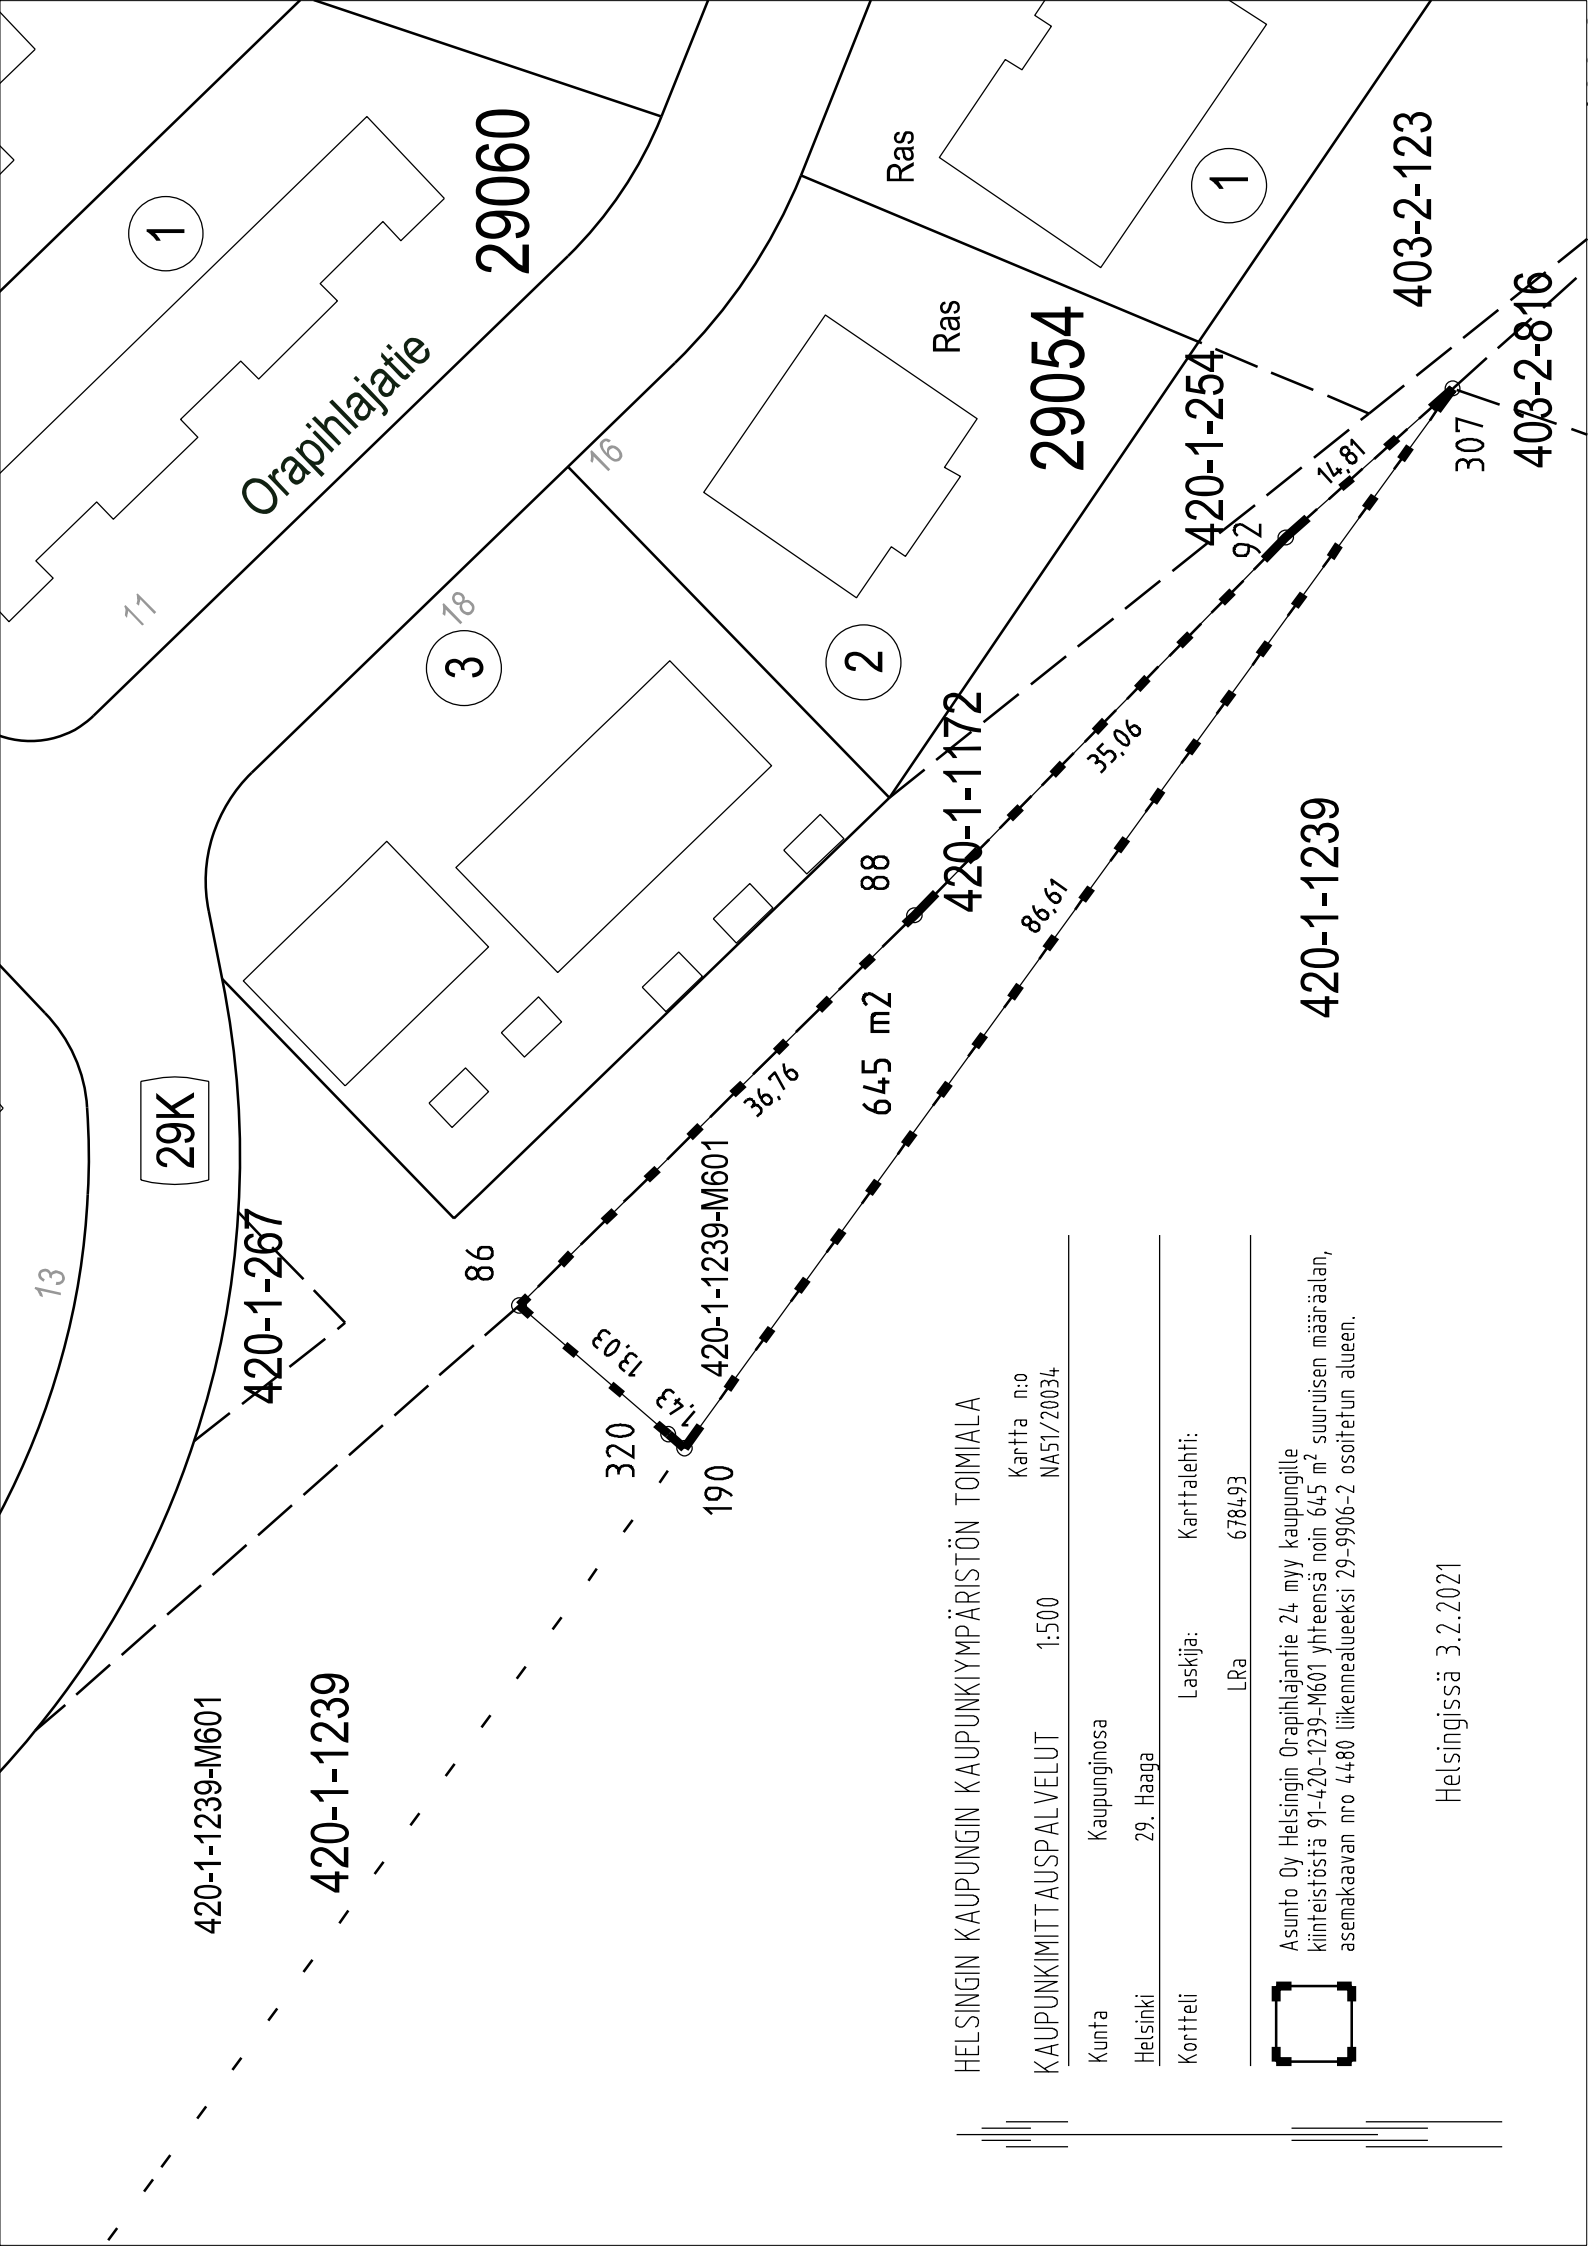 420-1-1239-M601
420-1-1239
13
420-1-267
29K
11
1
29060
Orapihlajatie
18
3
16
2
Ras
Ras
1
29054
420-1-254
403-2-123
403-2-816
307
14,81
92
35,06
420-1-1172
88
86,61
36,76
645 m2
420-1-1239
86
13,03
1,43
320
190
420-1-1239-M601
HELSINGIN KAUPUNGIN KAUPUNKIYMPÄRISTÖN TOIMIALA
Kartta n:o
KAUPUNKIMITTAUSPALVELUT 1:500 NA51/20034
Kunta Kaupunginosa
Helsinki 29. Haaga
Kortteli Laskija: Karttalehti:
LRa 678493
Asunto Oy Helsingin Orapihlajantie 24 myy kaupungille
kiinteistöstä 91-420-1239-M601 yhteensä noin 645 m² suuruisen määräalan,
asemakaavan nro 4480 liikennealueeksi 29-9906-2 osoitetun alueen.
Helsingissä 3.2.2021